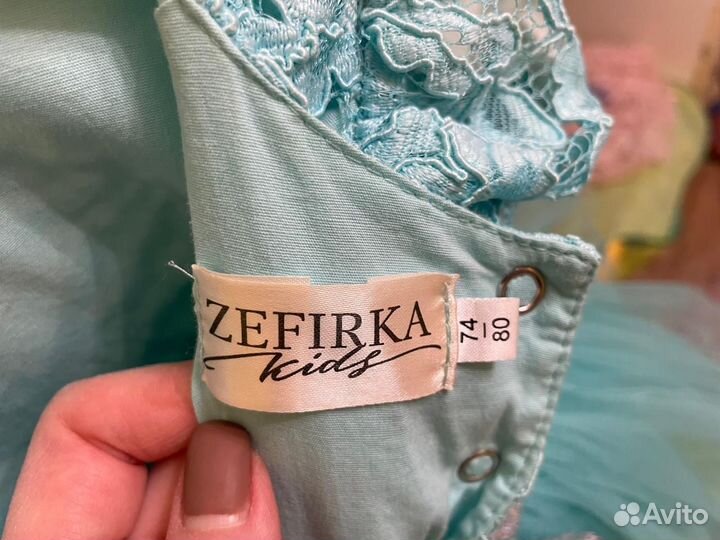 ZEFIRKA
kids
74
–
80
Avito